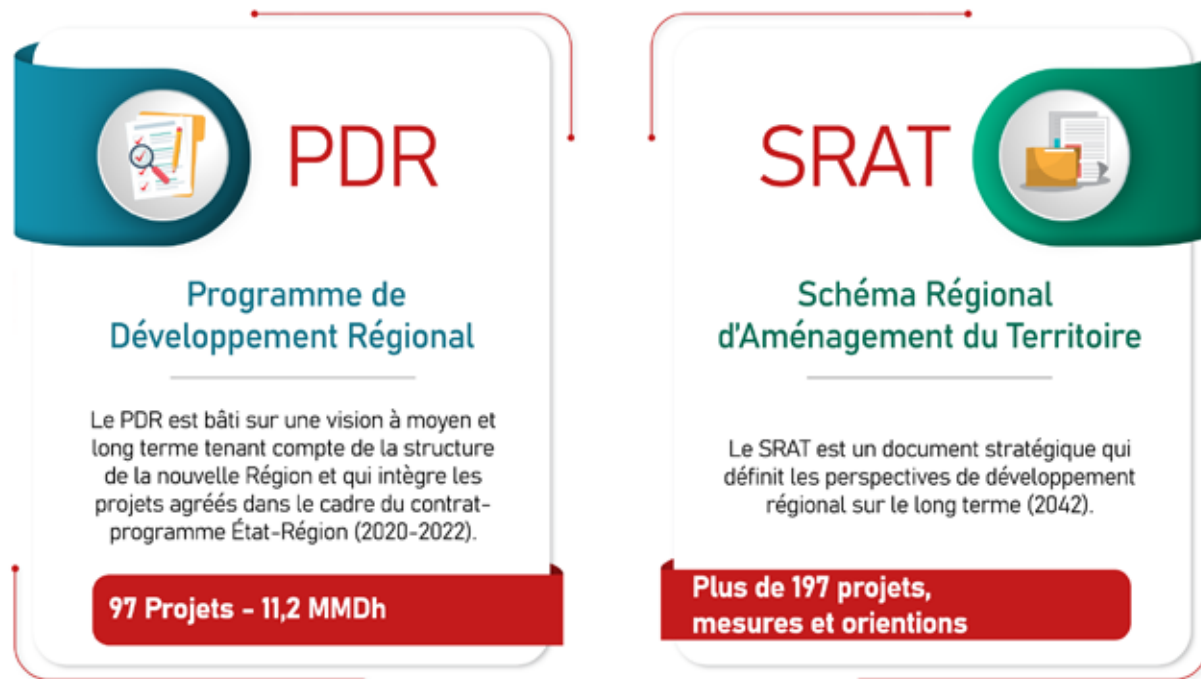 PDR
Programme de
Développement Régional
Le PDR est bâti sur une vision à moyen et
long terme tenant compte de la structure
de la nouvelle Région et qui intègre les
projets agréés dans le cadre du contrat-
programme État-Région (2020-2022).
97 Projets - 11,2 MMDh
SRAT
Schéma Régional
d'Aménagement du Territoire
Le SRAT est un document stratégique qui
définit les perspectives de développement
régional sur le long terme (2042).
Plus de 197 projets,
mesures et orientions